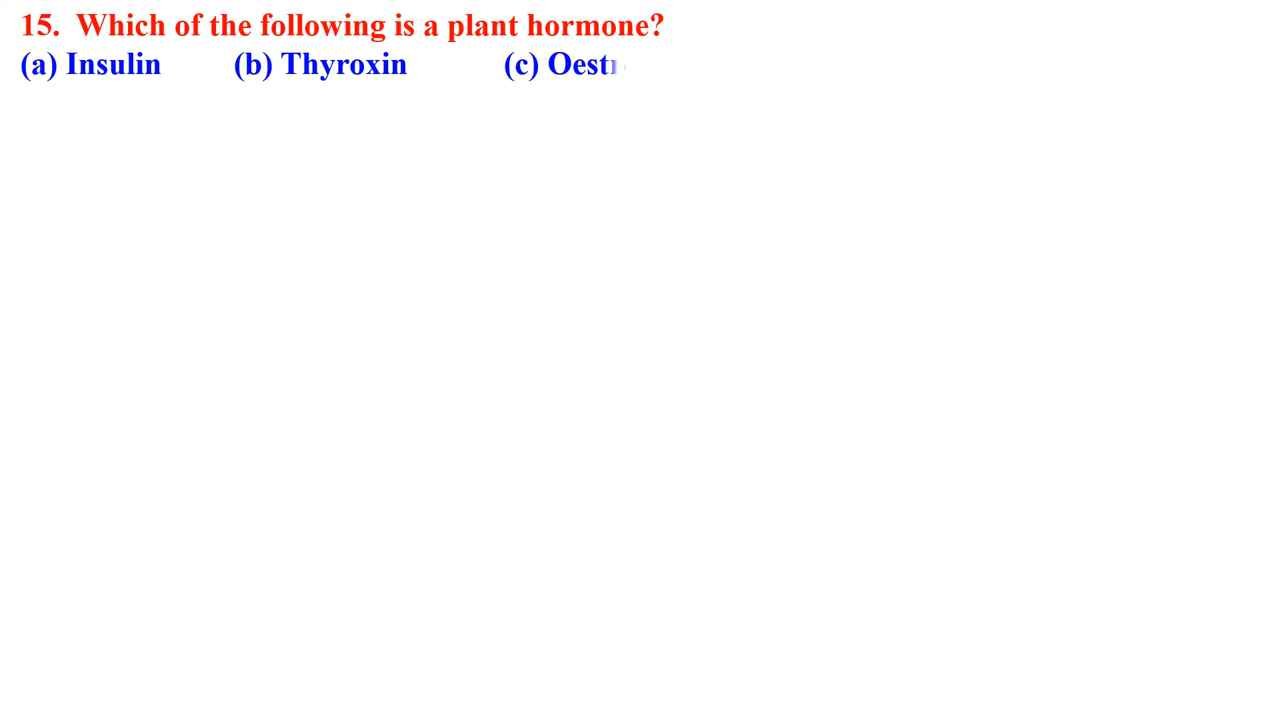 15. Which of the following is a plant hormone?
(a) Insulin (b) Thyroxin (c) Oestr